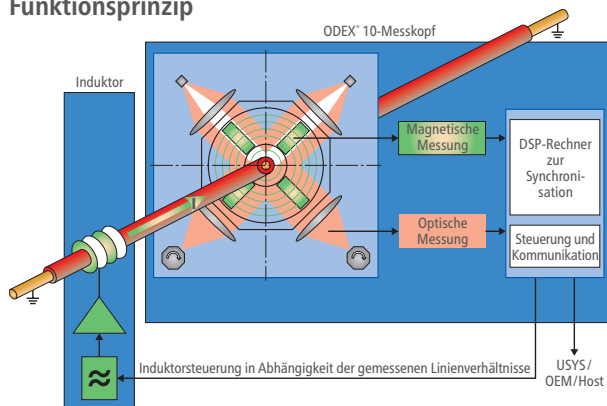 Funktionsprinzip
ODEX® 10-Messkopf
Induktor
Magnetische
Messung
DSP-Rechner
zur
Synchroni-
sation
I
Optische
Messung
Steuerung und
Kommunikation
≈
Induktorsteuerung in Abhängigkeit der gemessenen Linienverhältnisse
USYS/
OEM/Host